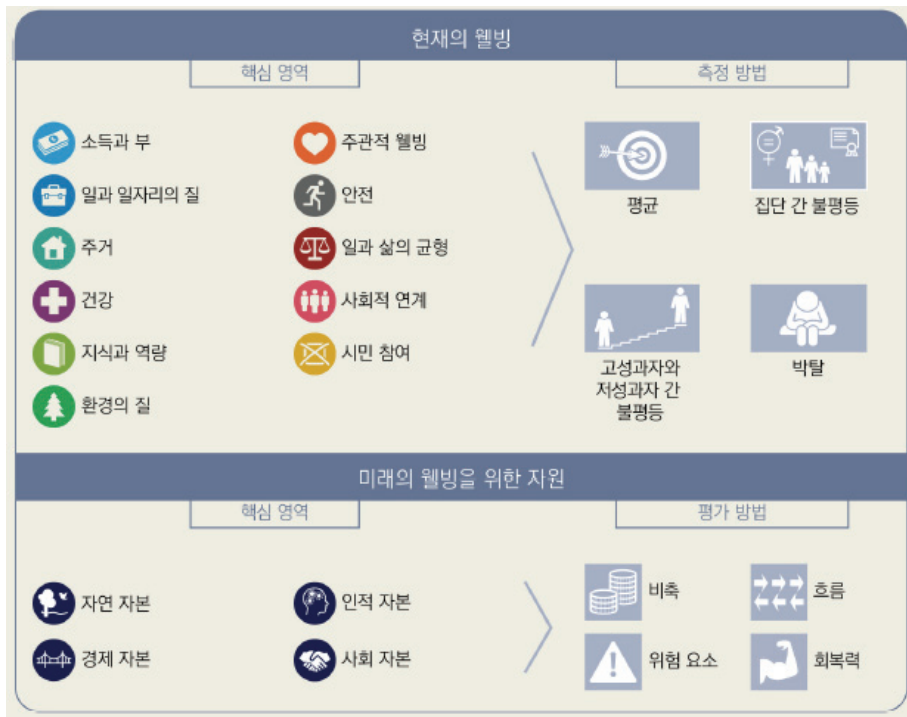 현재의 웰빙
핵심 영역
측정 방법
소득과 부
주관적 웰빙
일과 일자리의 질
안전
주거
일과 삶의 균형
건강
사회적 연계
지식과 역량
시민 참여
환경의 질
평균
집단 간 불평등
고성과자와
저성과자 간
불평등
박탈
미래의 웰빙을 위한 자원
핵심 영역
평가 방법
자연 자본
인적 자본
경제 자본
사회 자본
비축
흐름
위험 요소
회복력